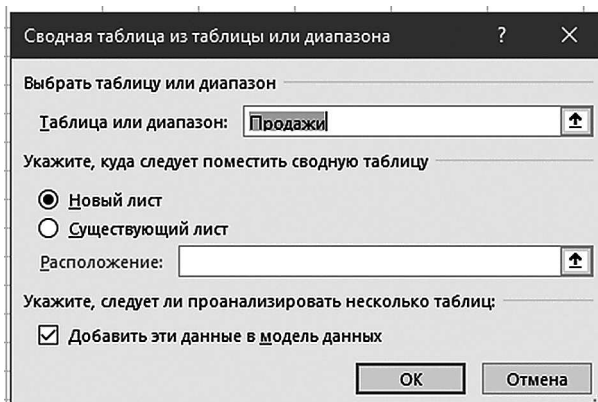 Сводная таблица из таблицы или диапазона ?
Выбрать таблицу или диапазон
Таблица или диапазон: Продажи
Укажите, куда следует поместить сводную таблицу
Новый лист
Существующий лист
Расположение:
Укажите, следует ли проанализировать несколько таблиц:
Добавить эти данные в модель данных
ОК Отмена